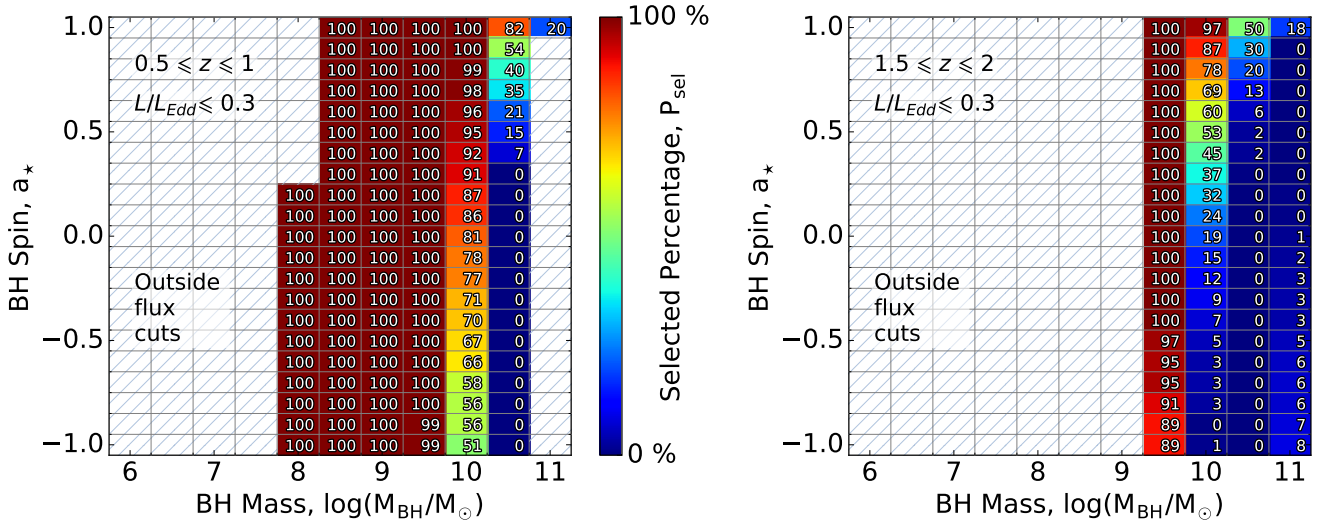 1.0 100 100 100 100 82 20
100 100 100 100 54
0.5 ⩽ z ⩽ 1 100 100 100 99 40
100 100 100 98 35
L/L_Edd ⩽ 0.3 100 100 100 96 21
0.5 100 100 100 95 15
100 100 100 92 7
100 100 100 91 0
100 100 100 100 87 0
100 100 100 100 86 0
0.0 100 100 100 100 81 0
100 100 100 100 78 0
Outside 100 100 100 100 77 0
flux 100 100 100 100 71 0
100 100 100 100 70 0
cuts
−0.5 100 100 100 100 67 0
100 100 100 100 66 0
100 100 100 100 58 0
100 100 100 100 56 0
100 100 100 99 56 0
−1.0 100 100 100 99 51 0
6 7 8 9 10 11
BH Mass, log(M_BH/M_⊙)
BH Spin, a_⋆
100 %
Selected Percentage, P_sel
0 %
1.0 100 97 50 18
100 87 30 0
1.5 ⩽ z ⩽ 2 100 78 20 0
100 69 13 0
L/L_Edd ⩽ 0.3 100 60 6 0
0.5 100 53 2 0
100 45 2 0
100 37 0 0
100 32 0 0
100 24 0 0
0.0 100 19 0 1
100 15 0 2
Outside 100 12 0 3
flux 100 9 0 3
100 7 0 3
cuts
−0.5 97 5 0 5
95 3 0 6
95 3 0 6
91 3 0 6
89 0 0 7
−1.0 89 1 0 8
6 7 8 9 10 11
BH Mass, log(M_BH/M_⊙)
BH Spin, a_⋆